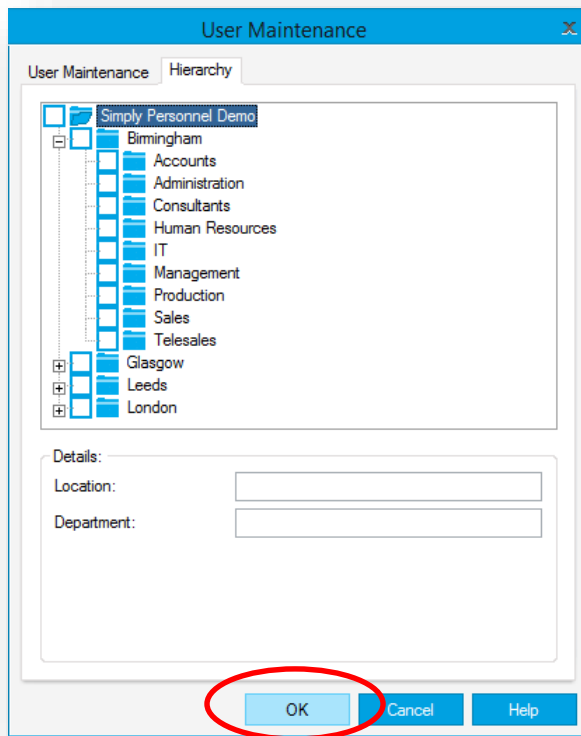 User Maintenance
User Maintenance Hierarchy
Simply Personnel Demo
Birmingham
Accounts
Administration
Consultants
Human Resources
IT
Management
Production
Sales
Telesales
Glasgow
Leeds
London
Details:
Location:
Department:
OK Cancel Help